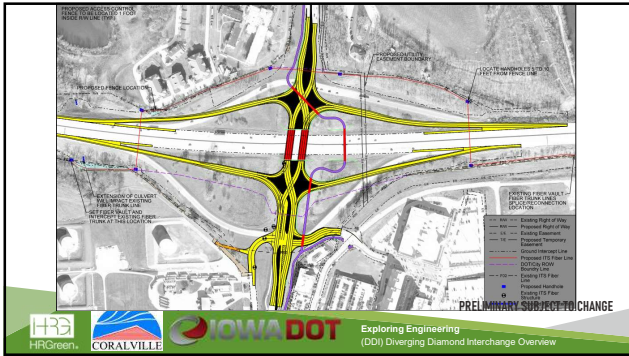 PROPOSED ACCESS CONTROL
FENCE TO BE LOCATED 1 FOOT
INSIDE R/W LINE (TYP.)
PROPOSED UTILITY
EASEMENT BOUNDARY
LOCATE HANDHOLES 5 TO 10
FEET FROM FENCE LINE
PROPOSED FENCE LOCATION
EXTENSION OF CULVERT
WILL IMPACT EXISTING
FIBER TRUNK LINE
SET FIBER VAULT AND
INTERCEPT EXISTING FIBER
TRUNK AT THIS LOCATION.
EXISTING FIBER VAULT -
FIBER TRUNK LINES
SPLICE/RECONNECTION
LOCATION.
Existing Right of Way
Proposed Right of Way
Existing Easement
Proposed Temporary
Easement
Ground Intercept Line
Proposed ITS Fiber Line
DOT/City ROW
Boundry Line
Existing ITS Fiber
Line
Proposed Handhole
Existing ITS Fiber
Structure
PRELIMINARY SUBJECT TO CHANGE
HRG
HRGreen.
CORALVILLE
IOWADOT
Exploring Engineering
(DDI) Diverging Diamond Interchange Overview